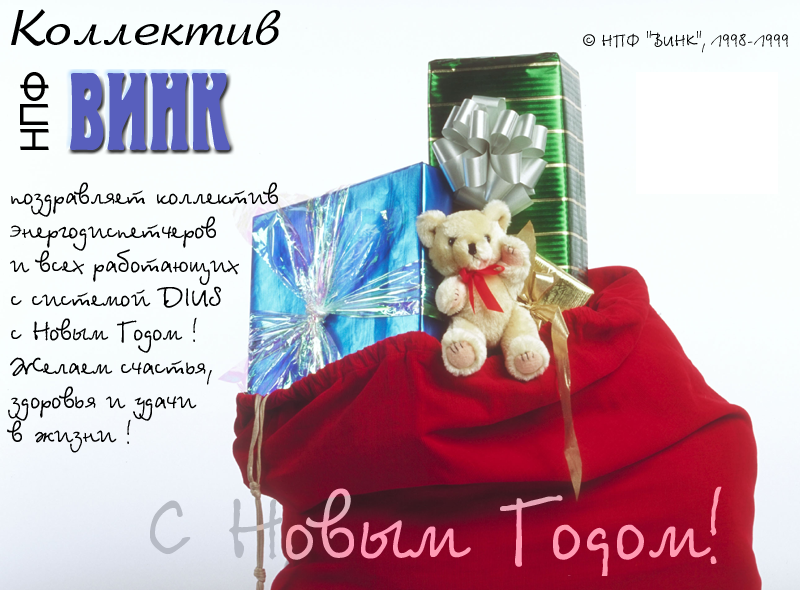 Коллектив
© НПФ "ВИНК", 1998-1999
НПФ ВИНК
поздравляет коллектив
энергодиспетчеров
и всех работающих
с системой DIUS
с Новым Годом !
Желаем счастья,
здоровья и удачи
в жизни !
С Новым Годом!